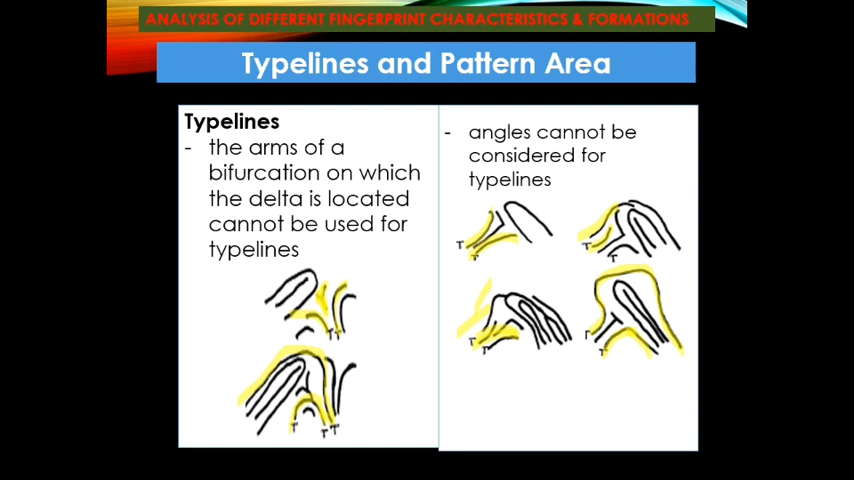 ANALYSIS OF DIFFERENT FINGERPRINT CHARACTERISTICS & FORMATIONS
Typelines and Pattern Area
Typelines
- the arms of a
bifurcation on which
the delta is located
cannot be used for
typelines
- angles cannot be
considered for
typelines
T
T
T
T
T
T
T
T
T T
T
T T